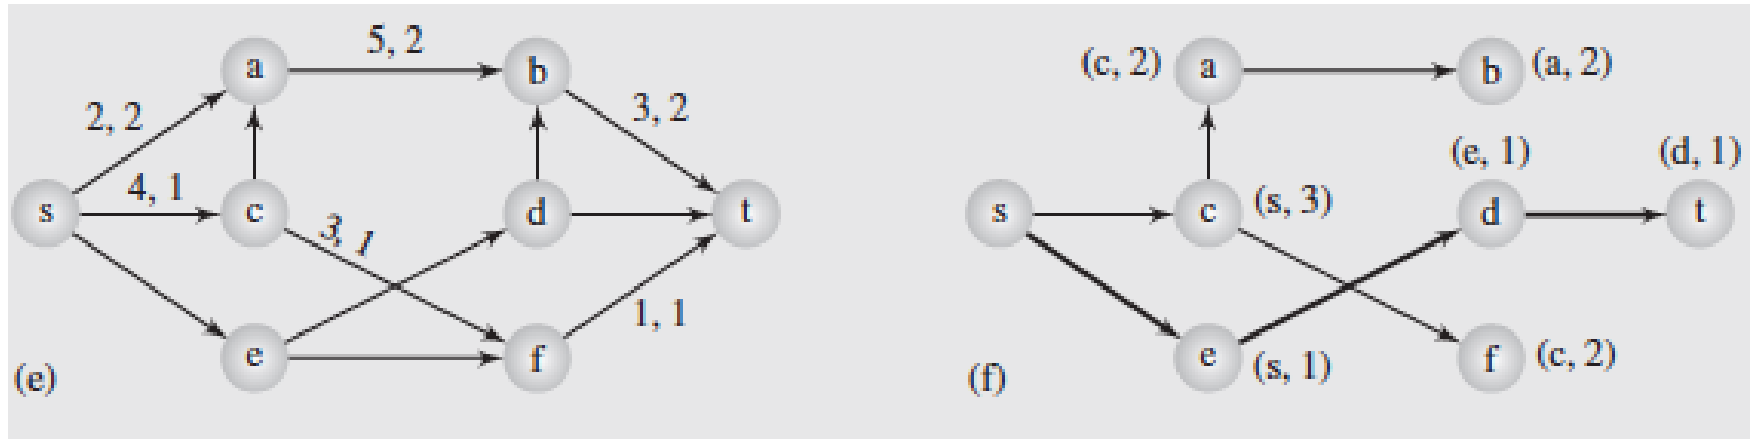 5, 2
a
b
2, 2
3, 2
4, 1
s
c
d
t
3, 1
1, 1
e
f
(e)
(c, 2)
a
b
(a, 2)
(e, 1)
(d, 1)
s
c
(s, 3)
d
t
e
(s, 1)
f
(c, 2)
(f)